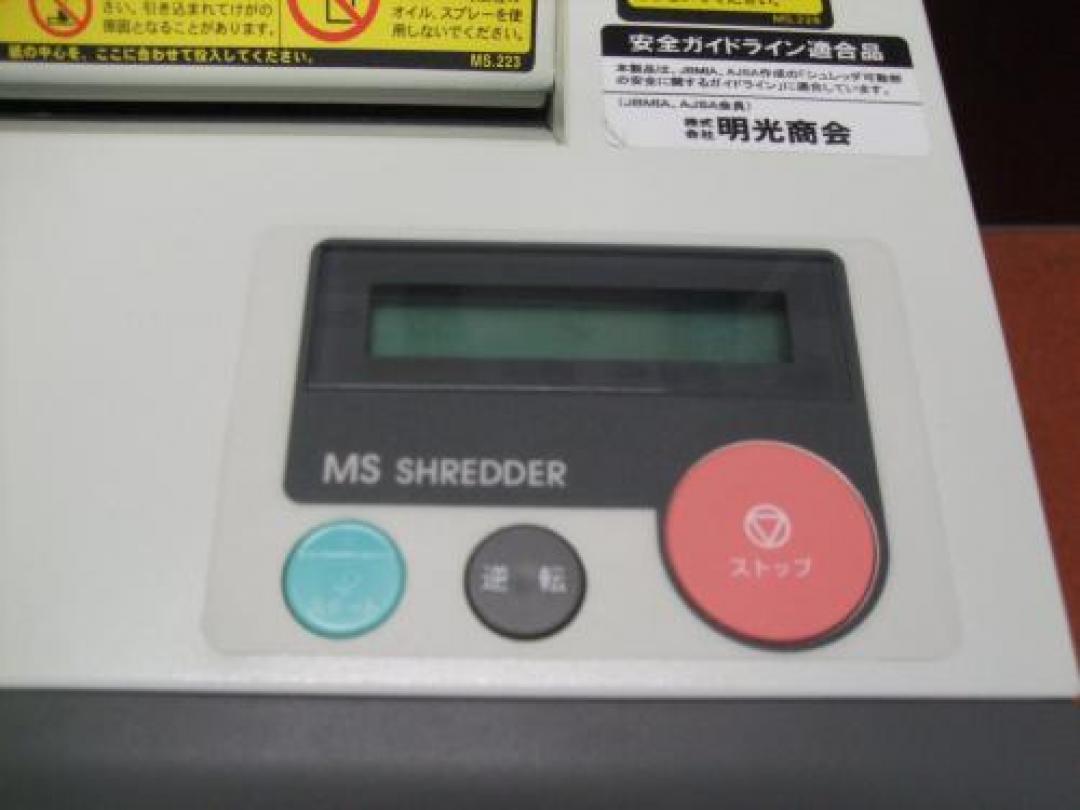 さい。引き込まれてけがの
原因となることがあります。
オイル、スプレーを使
用しないでください。
紙の中心を、ここに合わせて投入してください。
MS.223
安全ガイドライン適合品
本製品は、JBMIA、AJSA作成の「シュレッダ可動部
の安全に関するガイドライン」に適合しています。
(JBMIA、AJSA会員)
株式会社 明光商会
MS SHREDDER
逆 転
ストップ